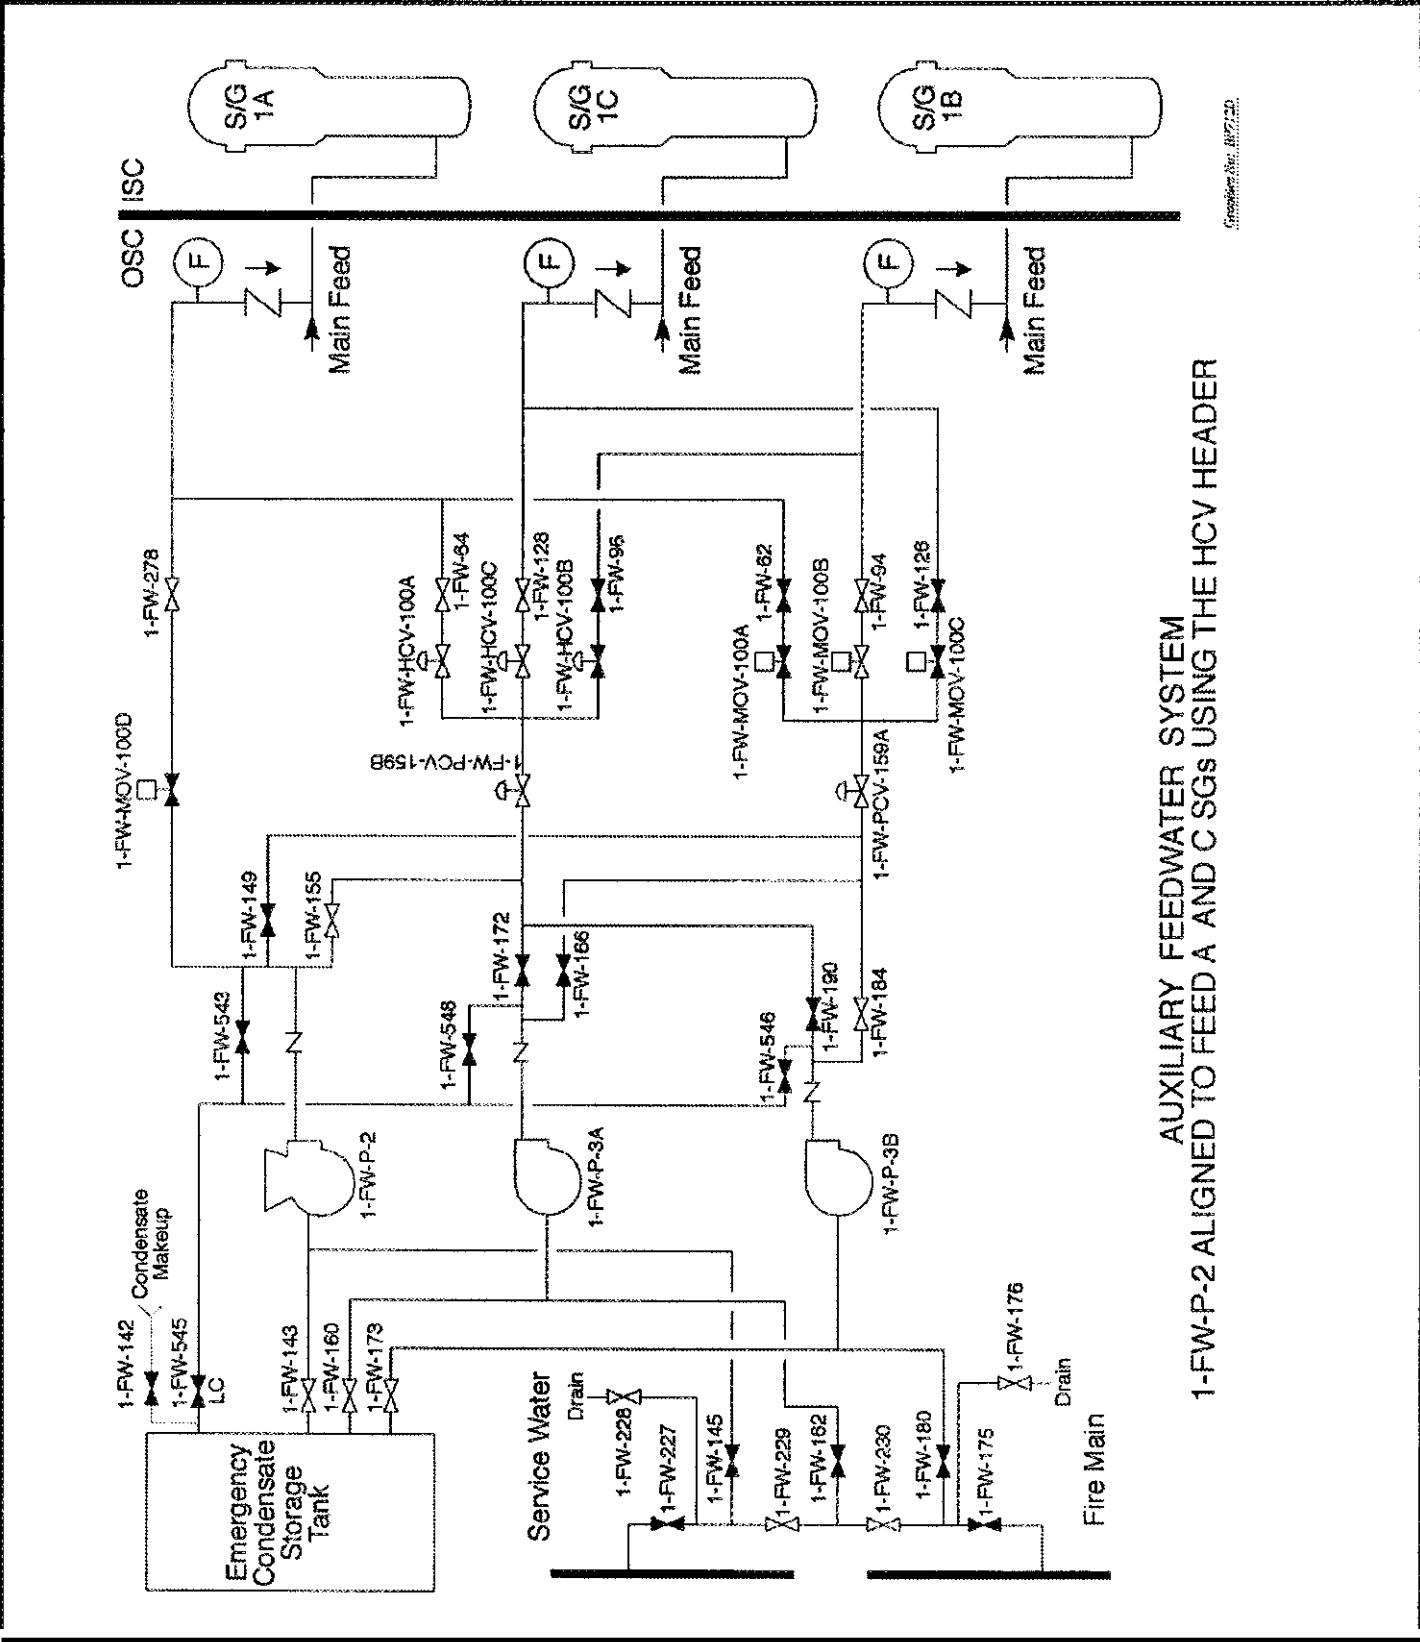 S/G
1A
S/G
1C
S/G
1B
ISC
OSC
F
F
F
Main Feed
Main Feed
Main Feed
1-FW-278
1-FW-HCV-100A
1-FW-64
1-FW-HCV-100C
1-FW-128
1-FW-HCV-100B
1-FW-96
1-FW-MOV-100A
1-FW-62
1-FW-MOV-100B
1-FW-94
1-FW-MOV-100C
1-FW-126
1-FW-MOV-100D
1-FW-PCV-159B
1-FW-PCV-159A
1-FW-149
1-FW-155
1-FW-172
1-FW-166
1-FW-190
1-FW-184
1-FW-543
1-FW-548
1-FW-546
1-FW-P-2
1-FW-P-3A
1-FW-P-3B
Condensate
Makeup
1-FW-142
1-FW-545
LC
1-FW-143
1-FW-160
1-FW-173
Emergency
Condensate
Storage
Tank
Service Water
Drain
1-FW-228
1-FW-227
1-FW-145
1-FW-229
1-FW-162
1-FW-230
1-FW-180
1-FW-175
1-FW-176
Drain
Fire Main
AUXILIARY FEEDWATER SYSTEM
1-FW-P-2 ALIGNED TO FEED A AND C SGs USING THE HCV HEADER